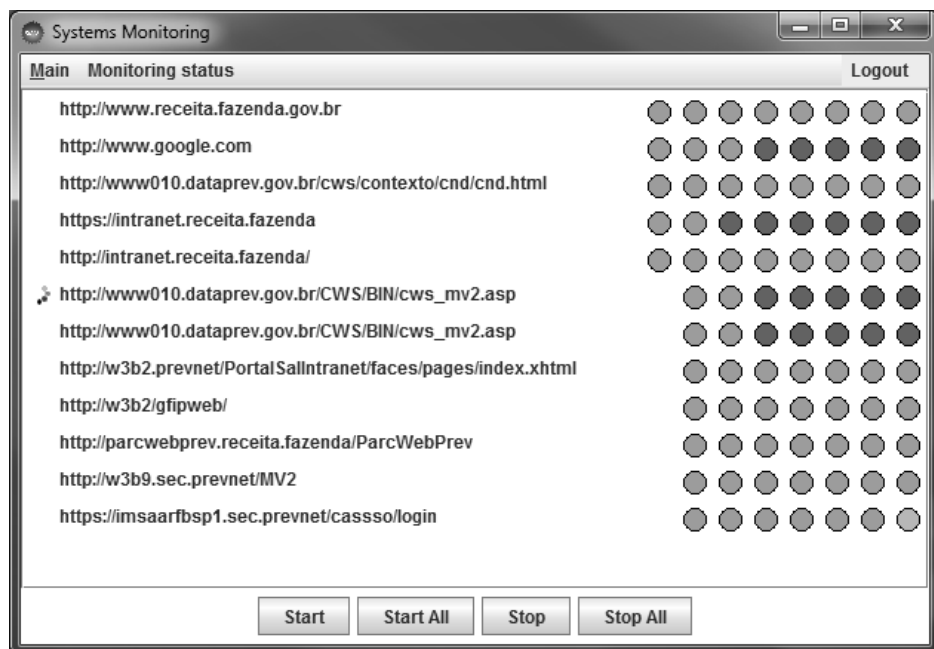 Systems Monitoring
Main Monitoring status Logout
http://www.receita.fazenda.gov.br
http://www.google.com
http://www010.dataprev.gov.br/cws/contexto/cnd/cnd.html
https://intranet.receita.fazenda
http://intranet.receita.fazenda/
http://www010.dataprev.gov.br/CWS/BIN/cws_mv2.asp
http://www010.dataprev.gov.br/CWS/BIN/cws_mv2.asp
http://w3b2.prevnet/PortalSalIntranet/faces/pages/index.xhtml
http://w3b2/gfipweb/
http://parcwebprev.receita.fazenda/ParcWebPrev
http://w3b9.sec.prevnet/MV2
https://imsaarfbsp1.sec.prevnet/cassso/login
Start Start All Stop Stop All